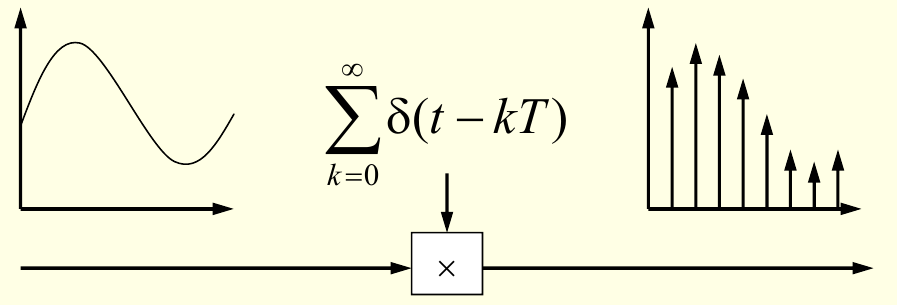 ∞
∑ δ(t − kT)
k=0
×